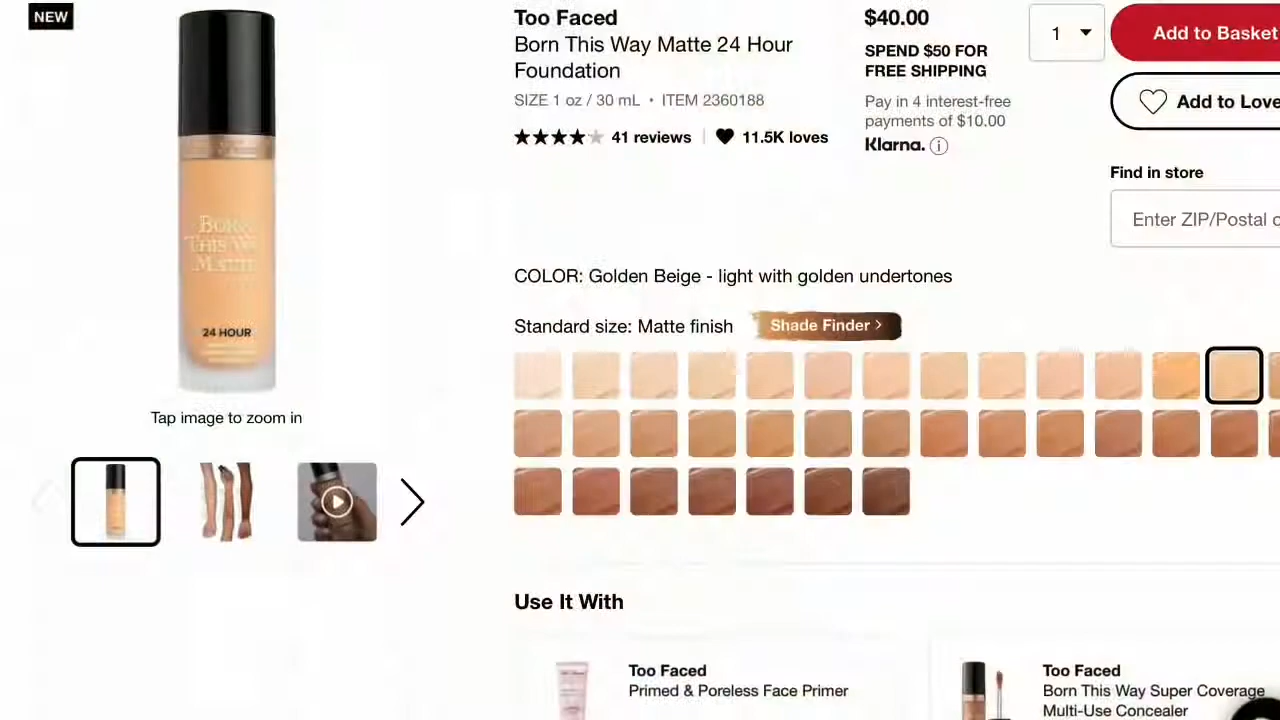 NEW
Too Faced
Born This Way Matte 24 Hour
Foundation
SIZE 1 oz / 30 mL • ITEM 2360188
41 reviews
11.5K loves
$40.00
SPEND $50 FOR
FREE SHIPPING
Pay in 4 interest-free
payments of $10.00
Klarna.
1
Add to Basket
Add to Love
Find in store
Enter ZIP/Postal c
BORN
THIS WAY
MATTE
24 HOUR
Tap image to zoom in
COLOR: Golden Beige - light with golden undertones
Standard size: Matte finish
Shade Finder >
Use It With
Too Faced
Primed & Poreless Face Primer
Too Faced
Born This Way Super Coverage
Multi-Use Concealer